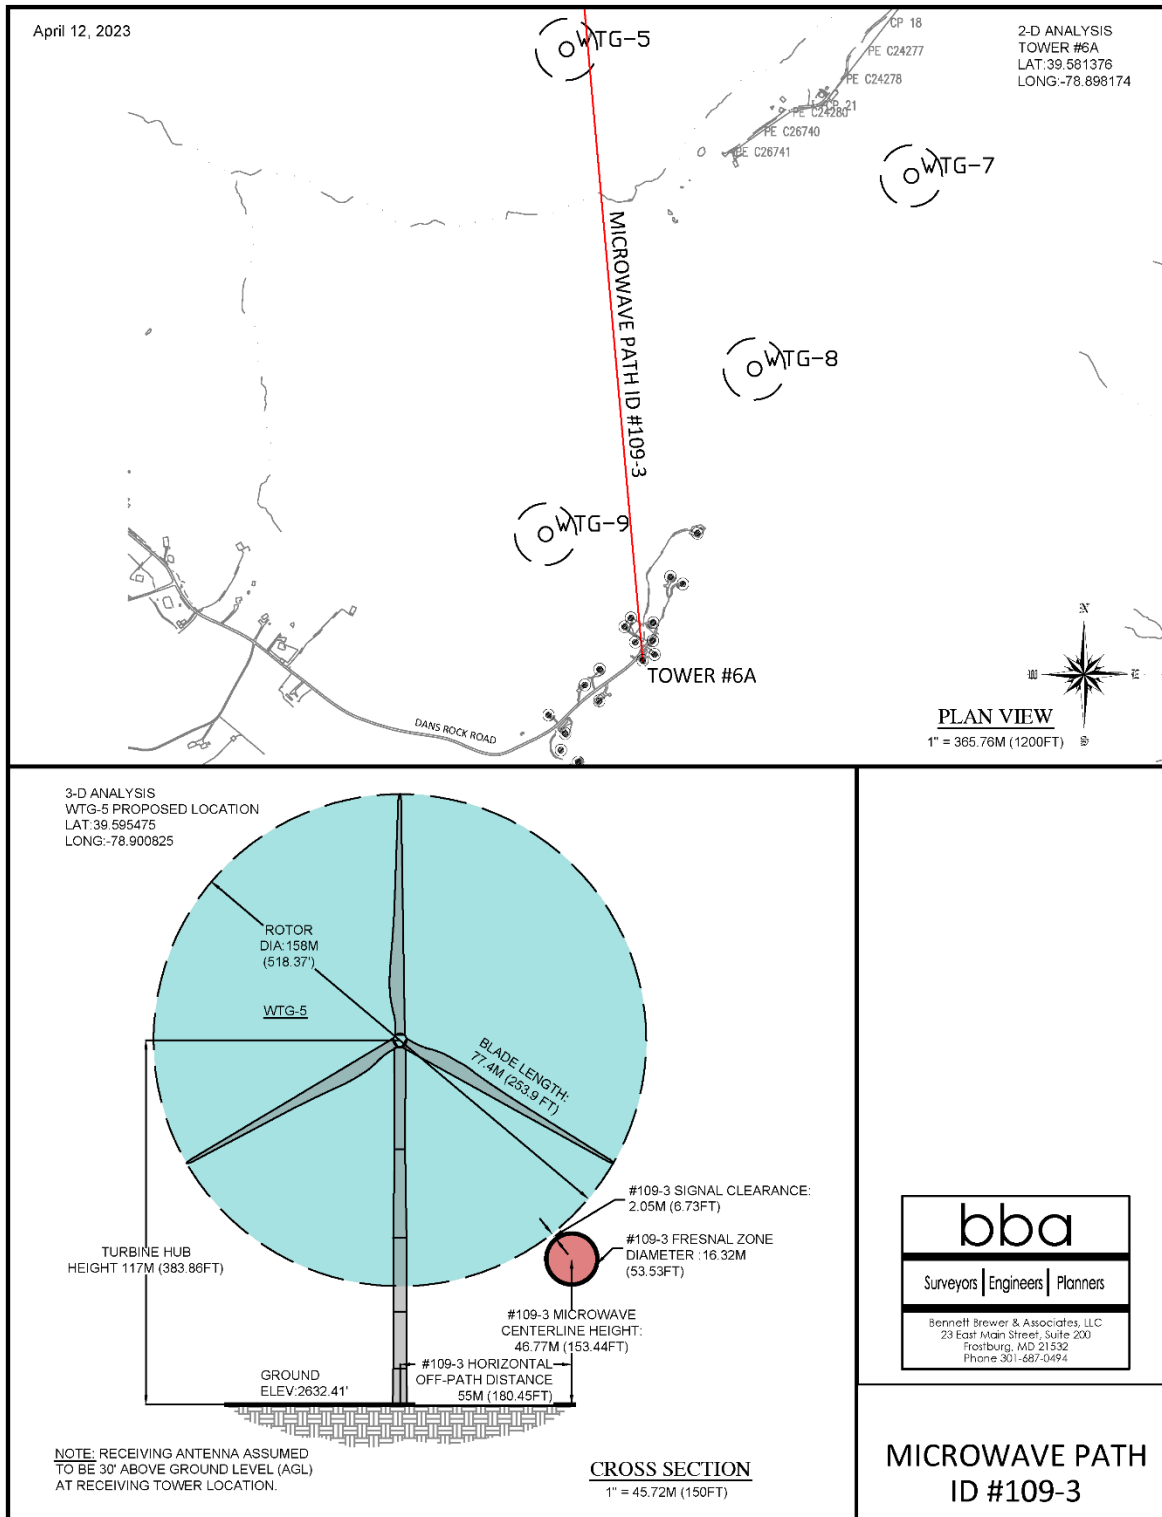 April 12, 2023
2-D ANALYSIS
TOWER #6A
LAT:39.581376
LONG:-78.898174
WTG-5
CP 18
PE C24277
PE C24278
CP 21
PE C24280
PE C26740
PE C26741
WTG-7
MICROWAVE PATH ID #109-3
WTG-8
WTG-9
TOWER #6A
DANS ROCK ROAD
N
W
E
S
PLAN VIEW
1" = 365.76M (1200FT)
3-D ANALYSIS
WTG-5 PROPOSED LOCATION
LAT:39.595475
LONG:-78.900825
ROTOR
DIA:158M
(518.37')
WTG-5
BLADE LENGTH:
77.4M (253.9 FT)
#109-3 SIGNAL CLEARANCE:
2.05M (6.73FT)
#109-3 FRESNAL ZONE
DIAMETER :16.32M
(53.53FT)
TURBINE HUB
HEIGHT 117M (383.86FT)
#109-3 MICROWAVE
CENTERLINE HEIGHT:
46.77M (153.44FT)
#109-3 HORIZONTAL
OFF-PATH DISTANCE
55M (180.45FT)
GROUND
ELEV:2632.41'
NOTE: RECEIVING ANTENNA ASSUMED
TO BE 30' ABOVE GROUND LEVEL (AGL)
AT RECEIVING TOWER LOCATION.
CROSS SECTION
1" = 45.72M (150FT)
bba
Surveyors | Engineers | Planners
Bennett Brewer & Associates, LLC
23 East Main Street, Suite 200
Frostburg, MD 21532
Phone 301-687-0494
MICROWAVE PATH
ID #109-3